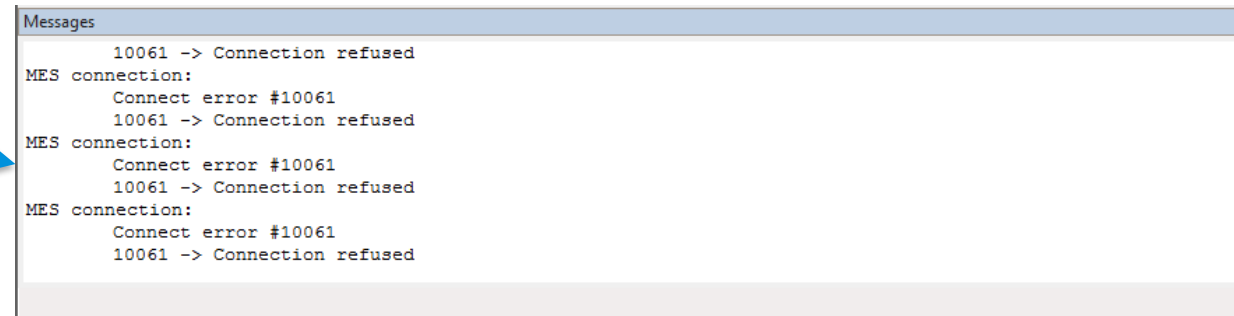 Messages
10061 -> Connection refused
MES connection:
Connect error #10061
10061 -> Connection refused
MES connection:
Connect error #10061
10061 -> Connection refused
MES connection:
Connect error #10061
10061 -> Connection refused